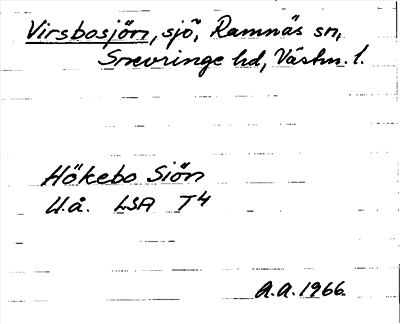 Virsbosjön, sjö, Ramnäs sn,
Snevringe hd, Västm. l.
Hökebo Siön
U.å. LSA T4
A.A. 1966.